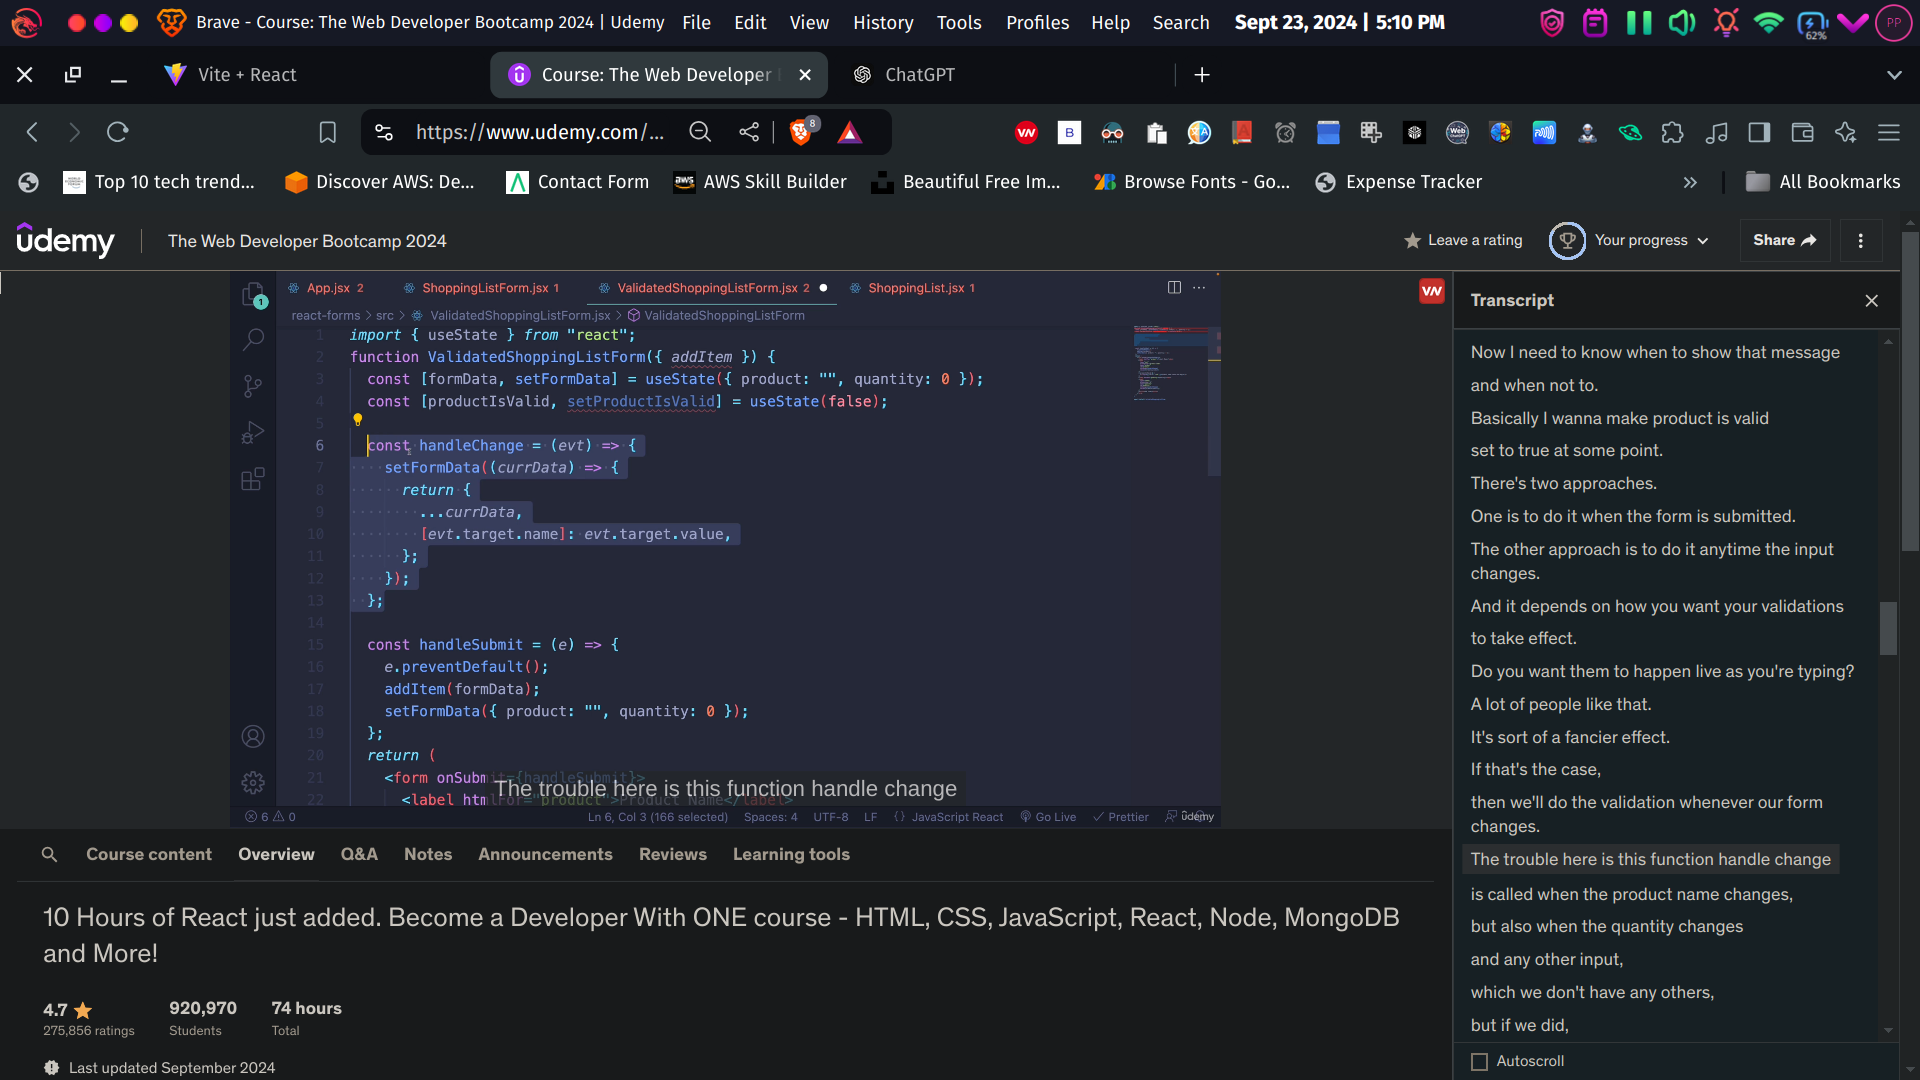 Brave - Course: The Web Developer Bootcamp 2024 | Udemy File Edit View History Tools Profiles Help Search Sept 23, 2024 | 5:10 PM 62% PP
Vite + React
Course: The Web Developer
ChatGPT
https://www.udemy.com/... 8
Top 10 tech trend...
Discover AWS: De...
Contact Form
AWS Skill Builder
Beautiful Free Im...
Browse Fonts - Go...
Expense Tracker
All Bookmarks
udemy
The Web Developer Bootcamp 2024
Leave a rating
Your progress
Share
App.jsx 2
ShoppingListForm.jsx 1
ValidatedShoppingListForm.jsx 2
ShoppingList.jsx 1
react-forms > src > ValidatedShoppingListForm.jsx > ValidatedShoppingListForm
1 import { useState } from "react";
2 function ValidatedShoppingListForm({ addItem }) {
3 const [formData, setFormData] = useState({ product: "", quantity: 0 });
4 const [productIsValid, setProductIsValid] = useState(false);
5
6 const handleChange = (evt) => {
7 setFormData((currData) => {
8 return {
9 ...currData,
10 [evt.target.name]: evt.target.value,
11 };
12 });
13 };
14
15 const handleSubmit = (e) => {
16 e.preventDefault();
17 addItem(formData);
18 setFormData({ product: "", quantity: 0 });
19 };
20 return (
21 <form onSubmit={handleSubmit}>
22 <label htmlFor="product">Product Name</label>
The trouble here is this function handle change
6 0 Ln 6, Col 3 (166 selected) Spaces: 4 UTF-8 LF {} JavaScript React Go Live Prettier
udemy
Transcript
Now I need to know when to show that message
and when not to.
Basically I wanna make product is valid
set to true at some point.
There's two approaches.
One is to do it when the form is submitted.
The other approach is to do it anytime the input
changes.
And it depends on how you want your validations
to take effect.
Do you want them to happen live as you're typing?
A lot of people like that.
It's sort of a fancier effect.
If that's the case,
then we'll do the validation whenever our form
changes.
The trouble here is this function handle change
is called when the product name changes,
but also when the quantity changes
and any other input,
which we don't have any others,
but if we did,
Autoscroll
Course content
Overview
Q&A
Notes
Announcements
Reviews
Learning tools
10 Hours of React just added. Become a Developer With ONE course - HTML, CSS, JavaScript, React, Node, MongoDB
and More!
4.7 920,970 74 hours
275,856 ratings Students Total
Last updated September 2024